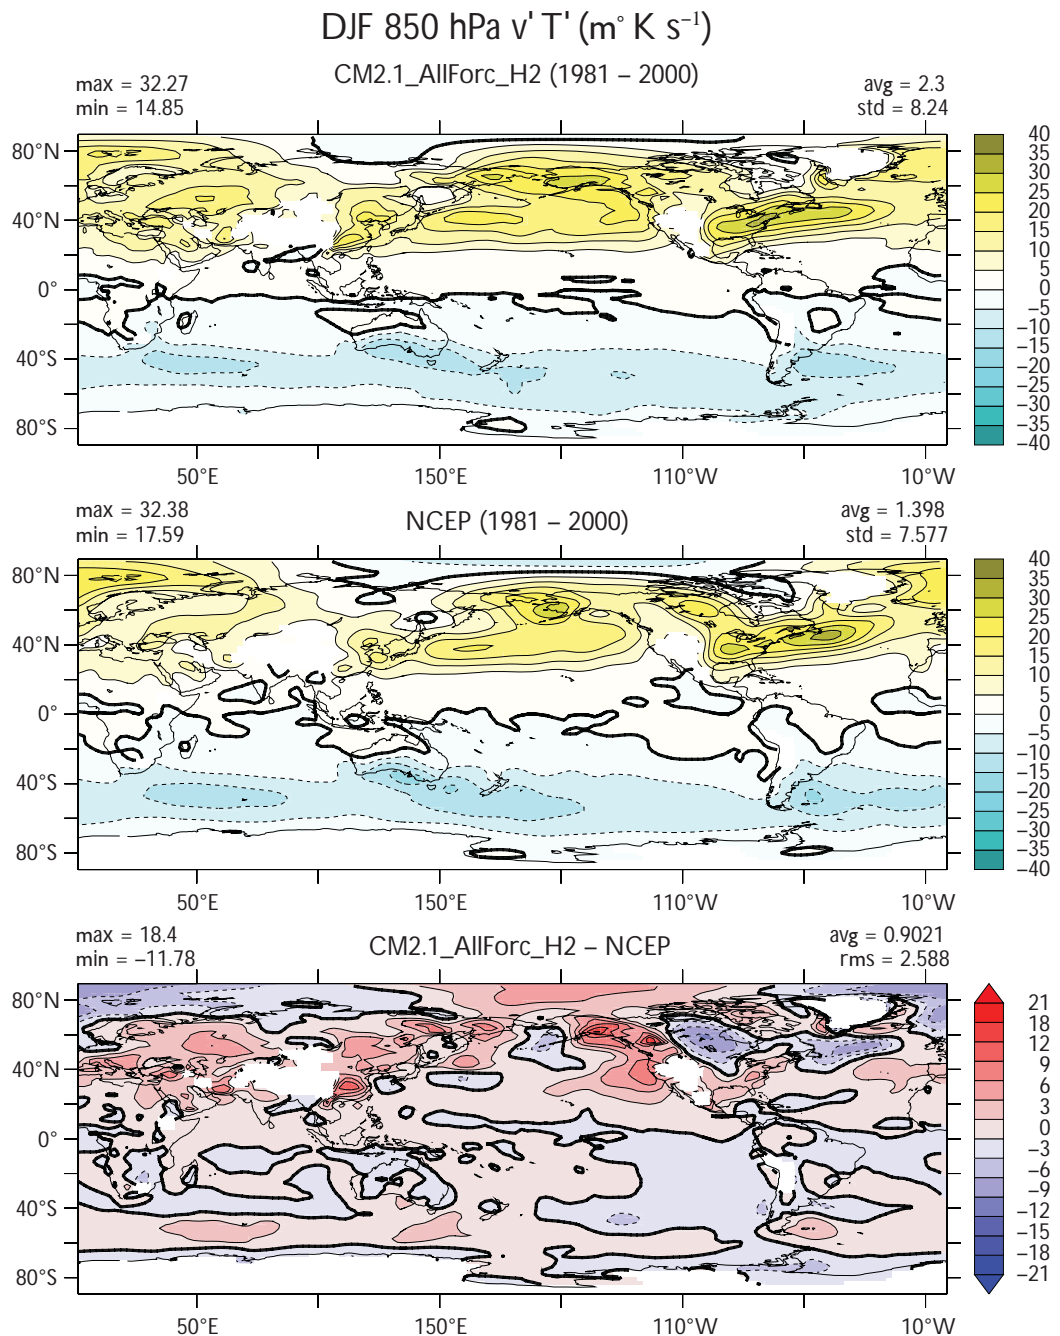 DJF 850 hPa v' T' (m° K s⁻¹)
CM2.1_AllForc_H2 (1981 – 2000)
max = 32.27
min = 14.85
avg = 2.3
std = 8.24
80°N
40°N
0°
40°S
80°S
50°E
150°E
110°W
10°W
40
35
30
25
20
15
10
5
0
−5
−10
−15
−20
−25
−30
−35
−40
NCEP (1981 – 2000)
max = 32.38
min = 17.59
avg = 1.398
std = 7.577
80°N
40°N
0°
40°S
80°S
50°E
150°E
110°W
10°W
40
35
30
25
20
15
10
5
0
−5
−10
−15
−20
−25
−30
−35
−40
CM2.1_AllForc_H2 – NCEP
max = 18.4
min = −11.78
avg = 0.9021
rms = 2.588
80°N
40°N
0°
40°S
80°S
50°E
150°E
110°W
10°W
21
18
12
9
6
3
0
−3
−6
−9
−12
−15
−18
−21